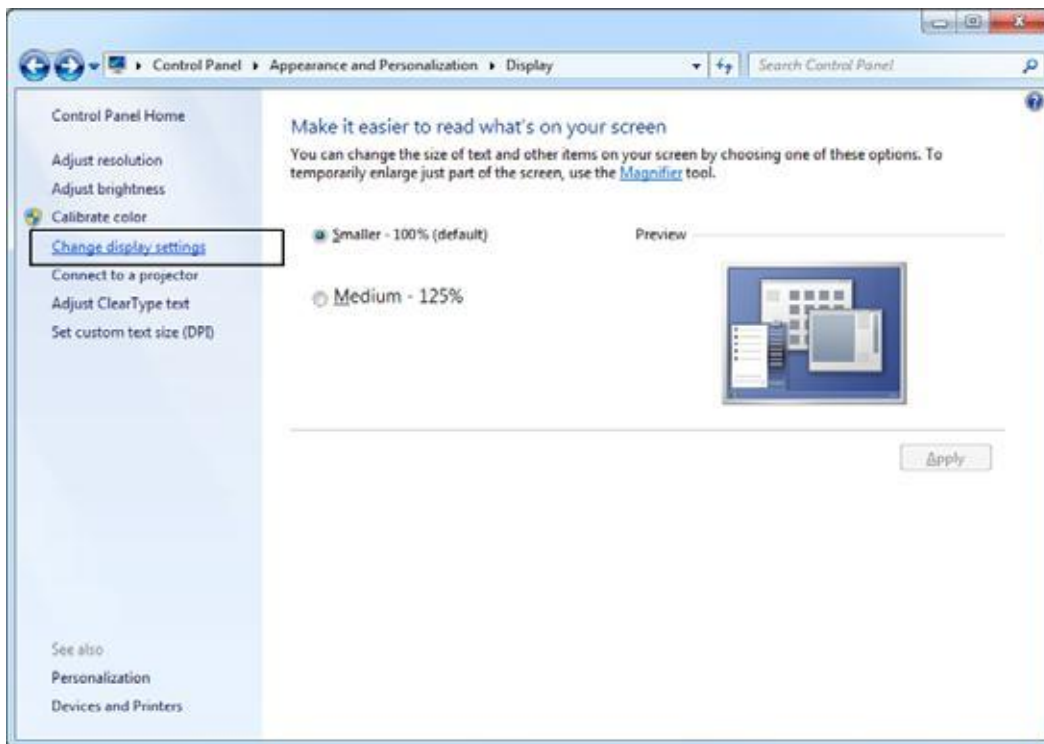 Control Panel
Appearance and Personalization
Display
Search Control Panel
Control Panel Home
Adjust resolution
Adjust brightness
Calibrate color
Change display settings
Connect to a projector
Adjust ClearType text
Set custom text size (DPI)
See also
Personalization
Devices and Printers
Make it easier to read what's on your screen
You can change the size of text and other items on your screen by choosing one of these options. To
temporarily enlarge just part of the screen, use the Magnifier tool.
Smaller - 100% (default)
Preview
Medium - 125%
Apply